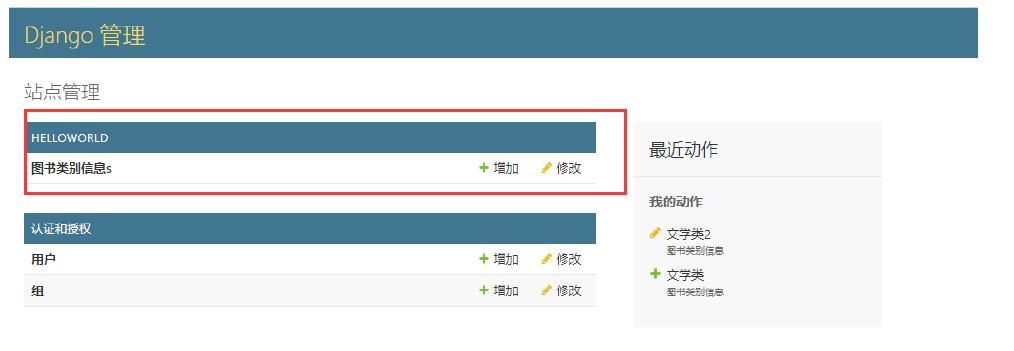 Django 管理
站点管理
HELLOWORLD
图书类别信息s 增加 修改
认证和授权
用户 增加 修改
组 增加 修改
最近动作
我的动作
文学类2
图书类别信息
文学类
图书类别信息